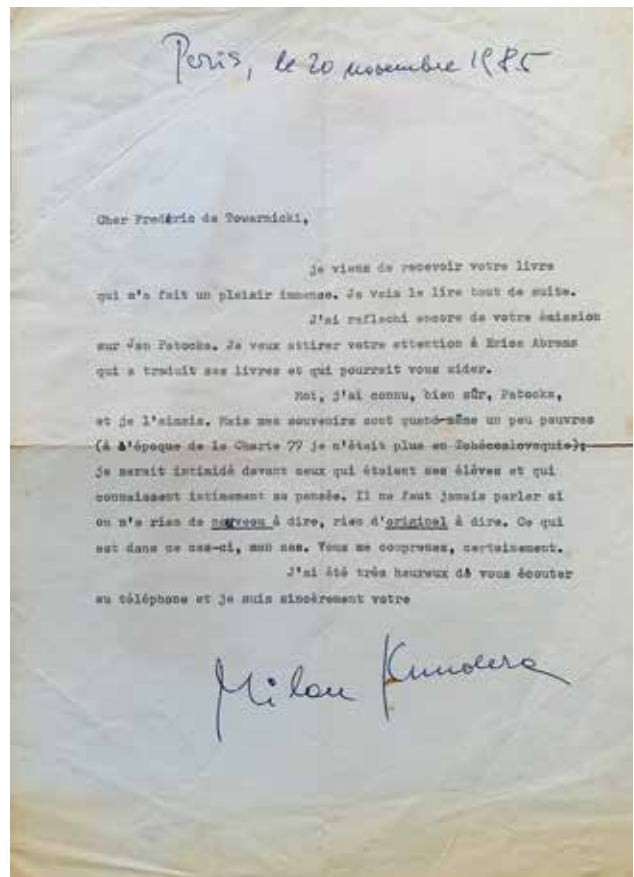 Paris, le 20 novembre 1985
Cher Frédéric de Towarnicki,
je viens de recevoir votre livre
qui m'a fait un plaisir immense. Je vais le lire tout de suite.
J'ai reflechi encore de votre émission
sur Jan Patocka. Je veux attirer votre attention à Erica Abrams
qui a traduit ses livres et qui pourrait vous aider.
Moi, j'ai connu, bien sûr, Patocka,
et je l'aimais. Mais mes souvenirs sont quand-même un peu pauvres
(à l'époque de la Charte 77 je n'était plus en Tchécoslovaquie);
je serait intimidé devant ceux qui étaient ses élèves et qui
connaissent intimement sa pensée. Il ne faut jamais parler si
on n'a rien de nouveau à dire, rien d'original à dire. Ce qui
est dans ce cas-ci, mon cas. Vous me comprenez, certainement.
J'ai été très heureux de vous écouter
au téléphone et je suis sincèrement votre
Milan Kundera